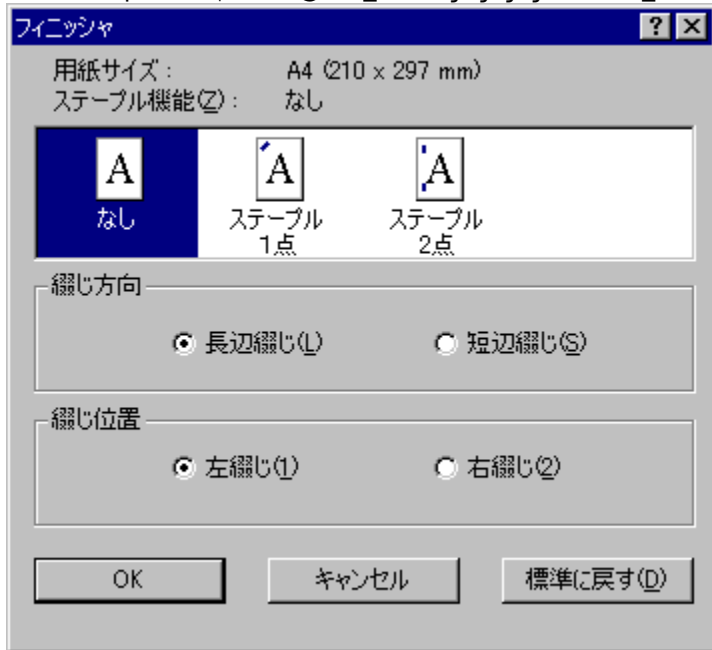 フィニッシャ
用紙サイズ： A4 (210 x 297 mm)
ステープル機能(Z)： なし
A A A
なし ステープル 1点 ステープル 2点
綴じ方向
長辺綴じ(L) 短辺綴じ(S)
綴じ位置
左綴じ(1) 右綴じ(2)
OK キャンセル 標準に戻す(D)